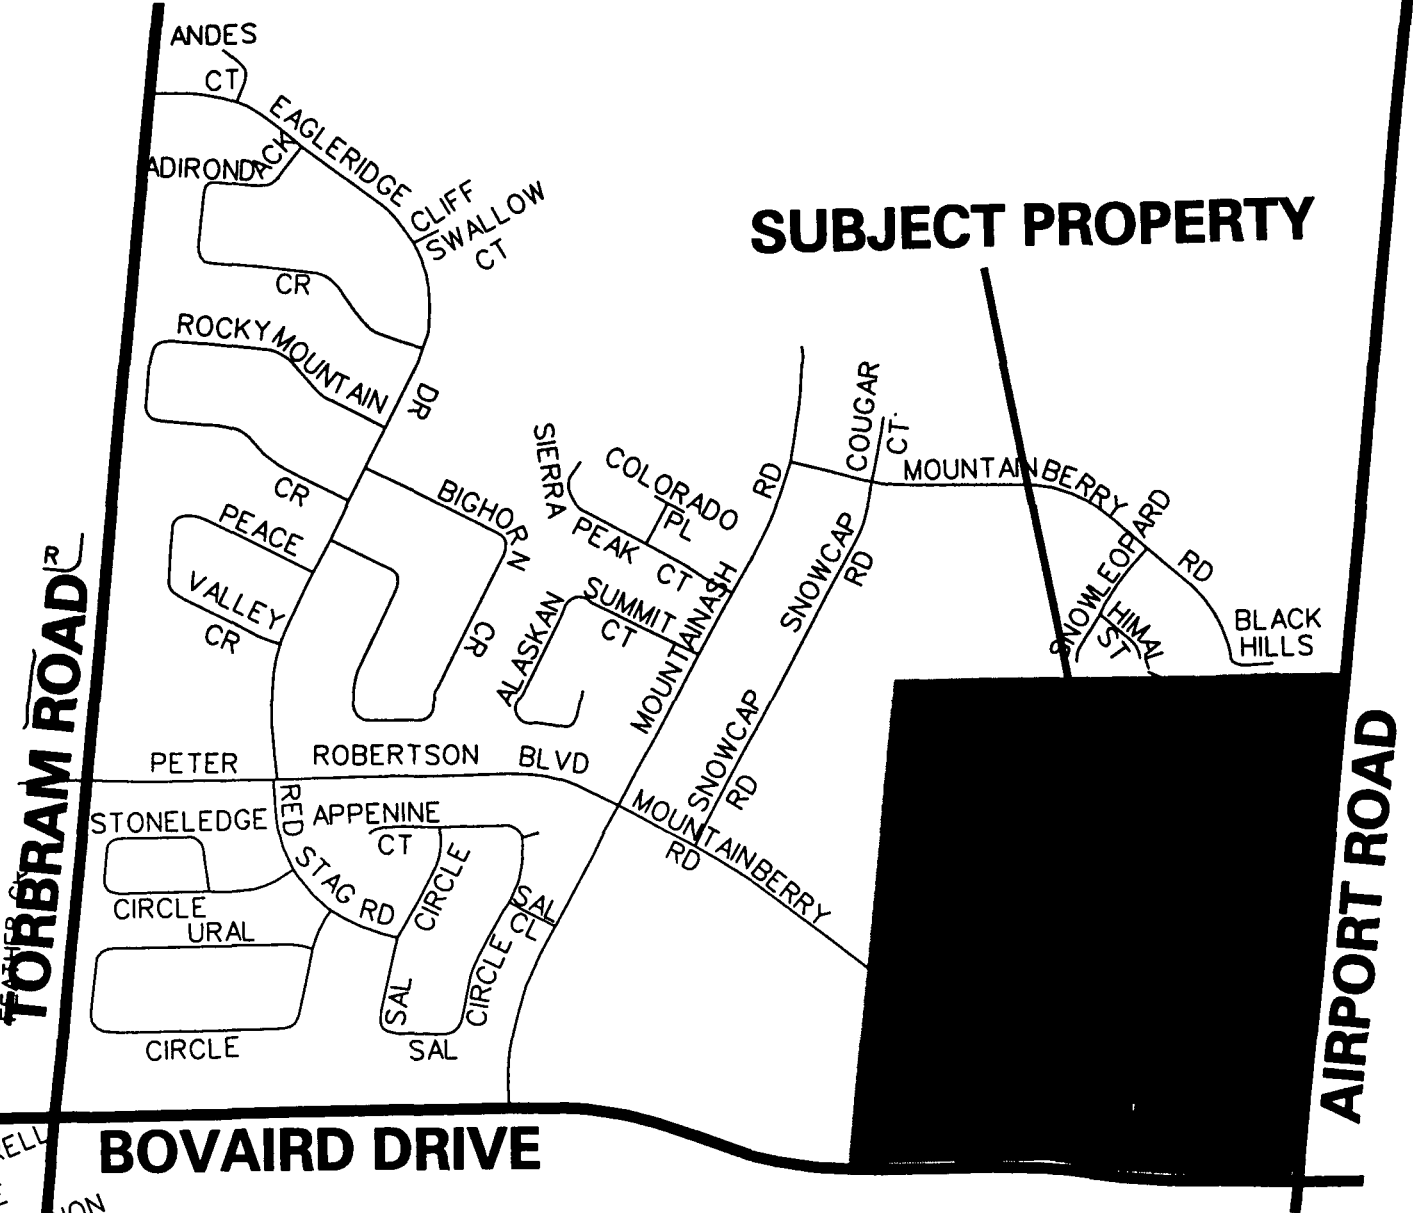 ANDES
CT
EAGLERIDGE
ADIRONDACK
CLIFF
SWALLOW
CT
CR
SUBJECT PROPERTY
ROCKY MOUNTAIN
DR
CR
COUGAR
CT.
SIERRA
COLORADO
PL
RD
MOUNTAINBERRY
BIGHORN
PEACE
PEAK
CT
SNOWCAP
RD
SNOWLEOPARD
RD
R
VALLEY
CR
CR
ALASKAN
SUMMIT
CT
MOUNTAINASH
HIMAL
ST
BLACK
HILLS
TORBRAM ROAD
PETER
ROBERTSON
BLVD
SNOWCAP
RD
AIRPORT ROAD
STONELEDGE
RED
APPENINE
CT
MOUNTAINBERRY
RD
STAG RD
CIRCLE
CIRCLE
SAL
CL
URAL
CIRCLE
SAL
CIRCLE
SAL
BOVAIRD DRIVE